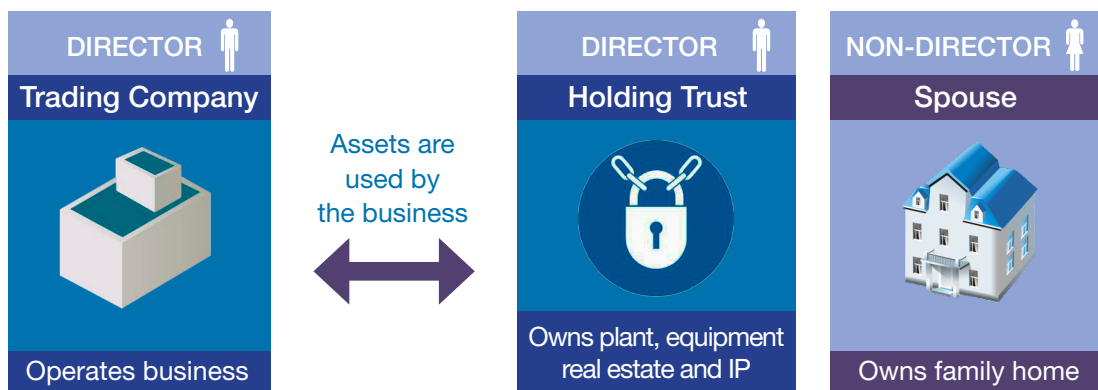 DIRECTOR
Trading Company
Operates business
Assets are
used by
the business
DIRECTOR
Holding Trust
Owns plant, equipment
real estate and IP
NON-DIRECTOR
Spouse
Owns family home